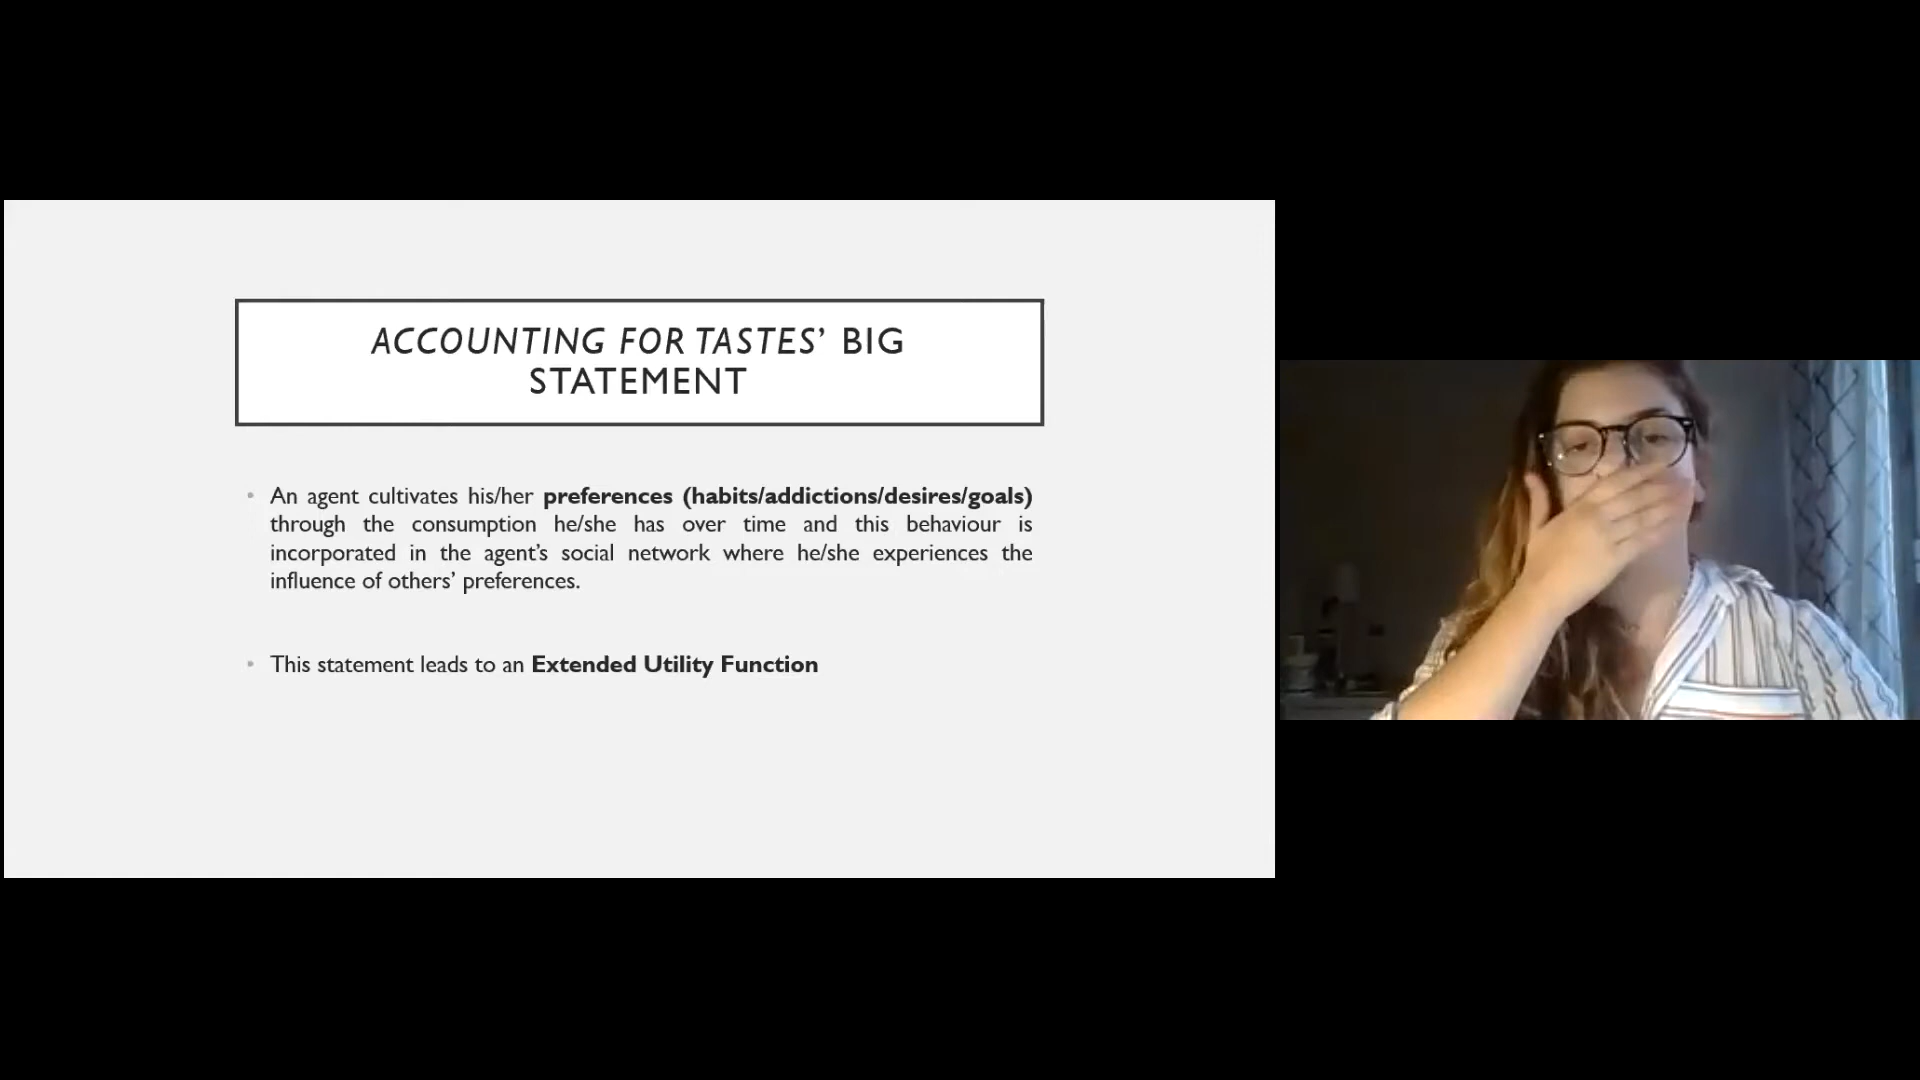 ACCOUNTING FOR TASTES’ BIG
STATEMENT
• An agent cultivates his/her preferences (habits/addictions/desires/goals)
through the consumption he/she has over time and this behaviour is
incorporated in the agent’s social network where he/she experiences the
influence of others’ preferences.
• This statement leads to an Extended Utility Function